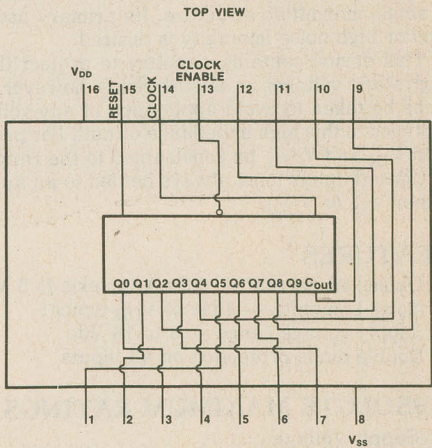 TOP VIEW
CLOCK
ENABLE
VDD
RESET
CLOCK
16 15 14 13 12 11 10 9
Q0 Q1 Q2 Q3 Q4 Q5 Q6 Q7 Q8 Q9 Cout
1 2 3 4 5 6 7 8
VSS